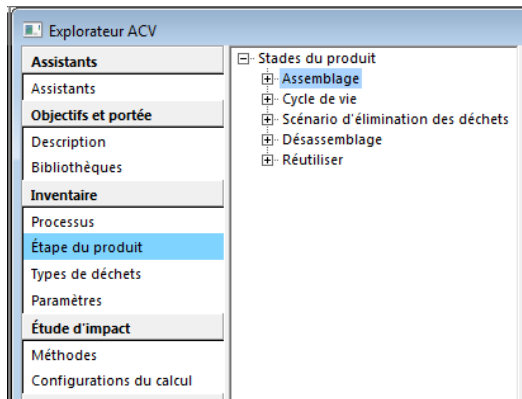 Explorateur ACV
Assistants
Assistants
Objectifs et portée
Description
Bibliothèques
Inventaire
Processus
Étape du produit
Types de déchets
Paramètres
Étude d'impact
Méthodes
Configurations du calcul
Stades du produit
Assemblage
Cycle de vie
Scénario d'élimination des déchets
Désassemblage
Réutiliser